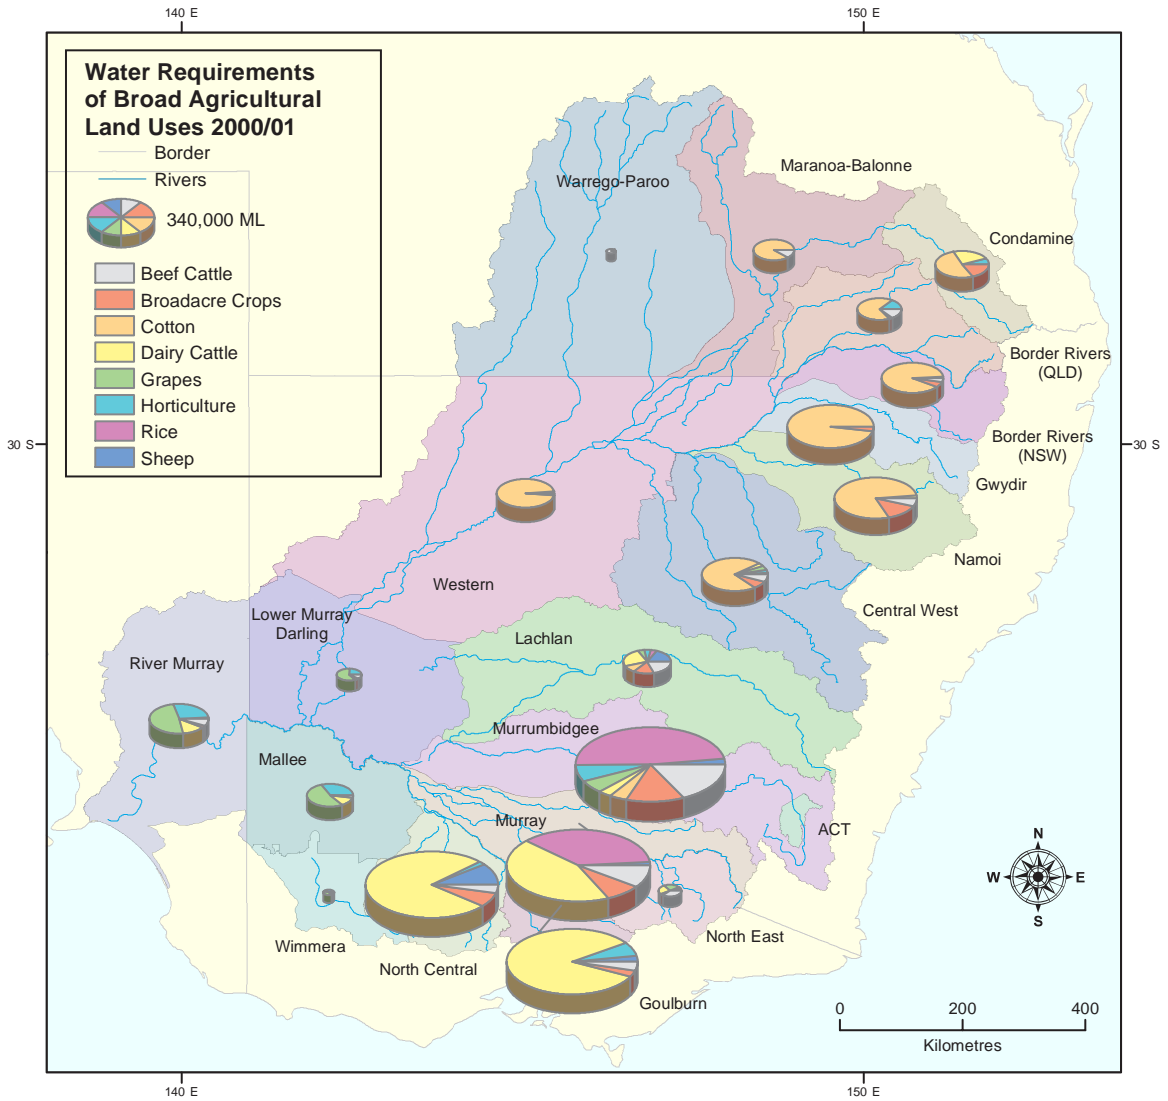 140 E
150 E
Water Requirements
of Broad Agricultural
Land Uses 2000/01
Border
Rivers
340,000 ML
Beef Cattle
Broadacre Crops
Cotton
Dairy Cattle
Grapes
Horticulture
Rice
Sheep
Warrego-Paroo
Maranoa-Balonne
Condamine
Border Rivers
(QLD)
30 S
30 S
Border Rivers
(NSW)
Gwydir
Namoi
Western
Central West
Lower Murray
Darling
Lachlan
River Murray
Murrumbidgee
Mallee
Murray
ACT
N
W
E
S
Wimmera
North East
North Central
Goulburn
0
200
400
Kilometres
140 E
150 E